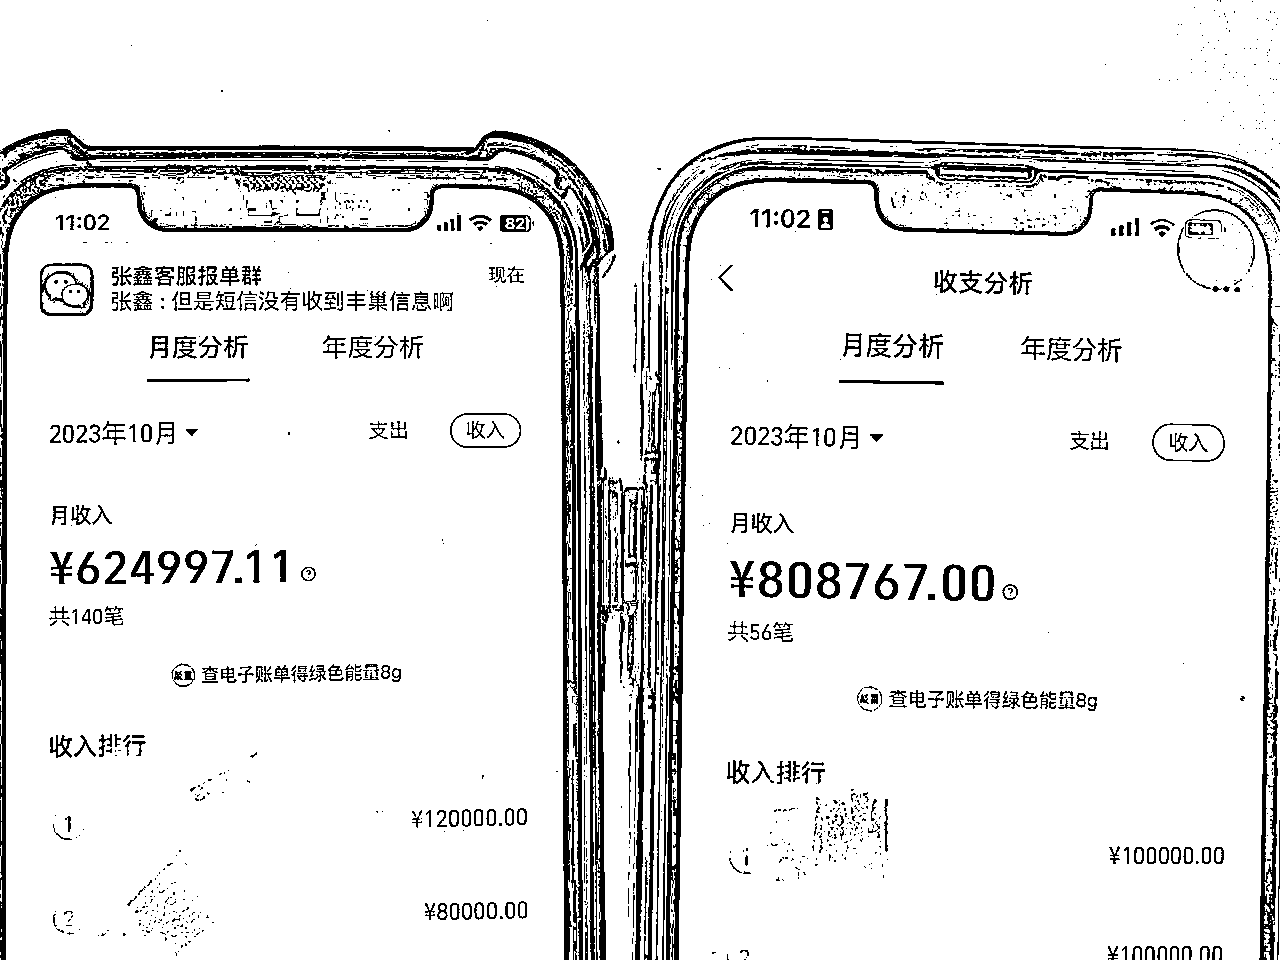 11:02
82
张鑫客服报单群
现在
张鑫：但是短信没有收到丰巢信息啊
月度分析 年度分析
2023年10月
支出 收入
月收入
¥624997.11
共140笔
查电子账单得绿色能量8g
收入排行
1
¥120000.00
2
¥80000.00
11:02
收支分析
月度分析 年度分析
2023年10月
支出 收入
月收入
¥808767.00
共56笔
查电子账单得绿色能量8g
收入排行
1
¥100000.00
2
¥100000.00